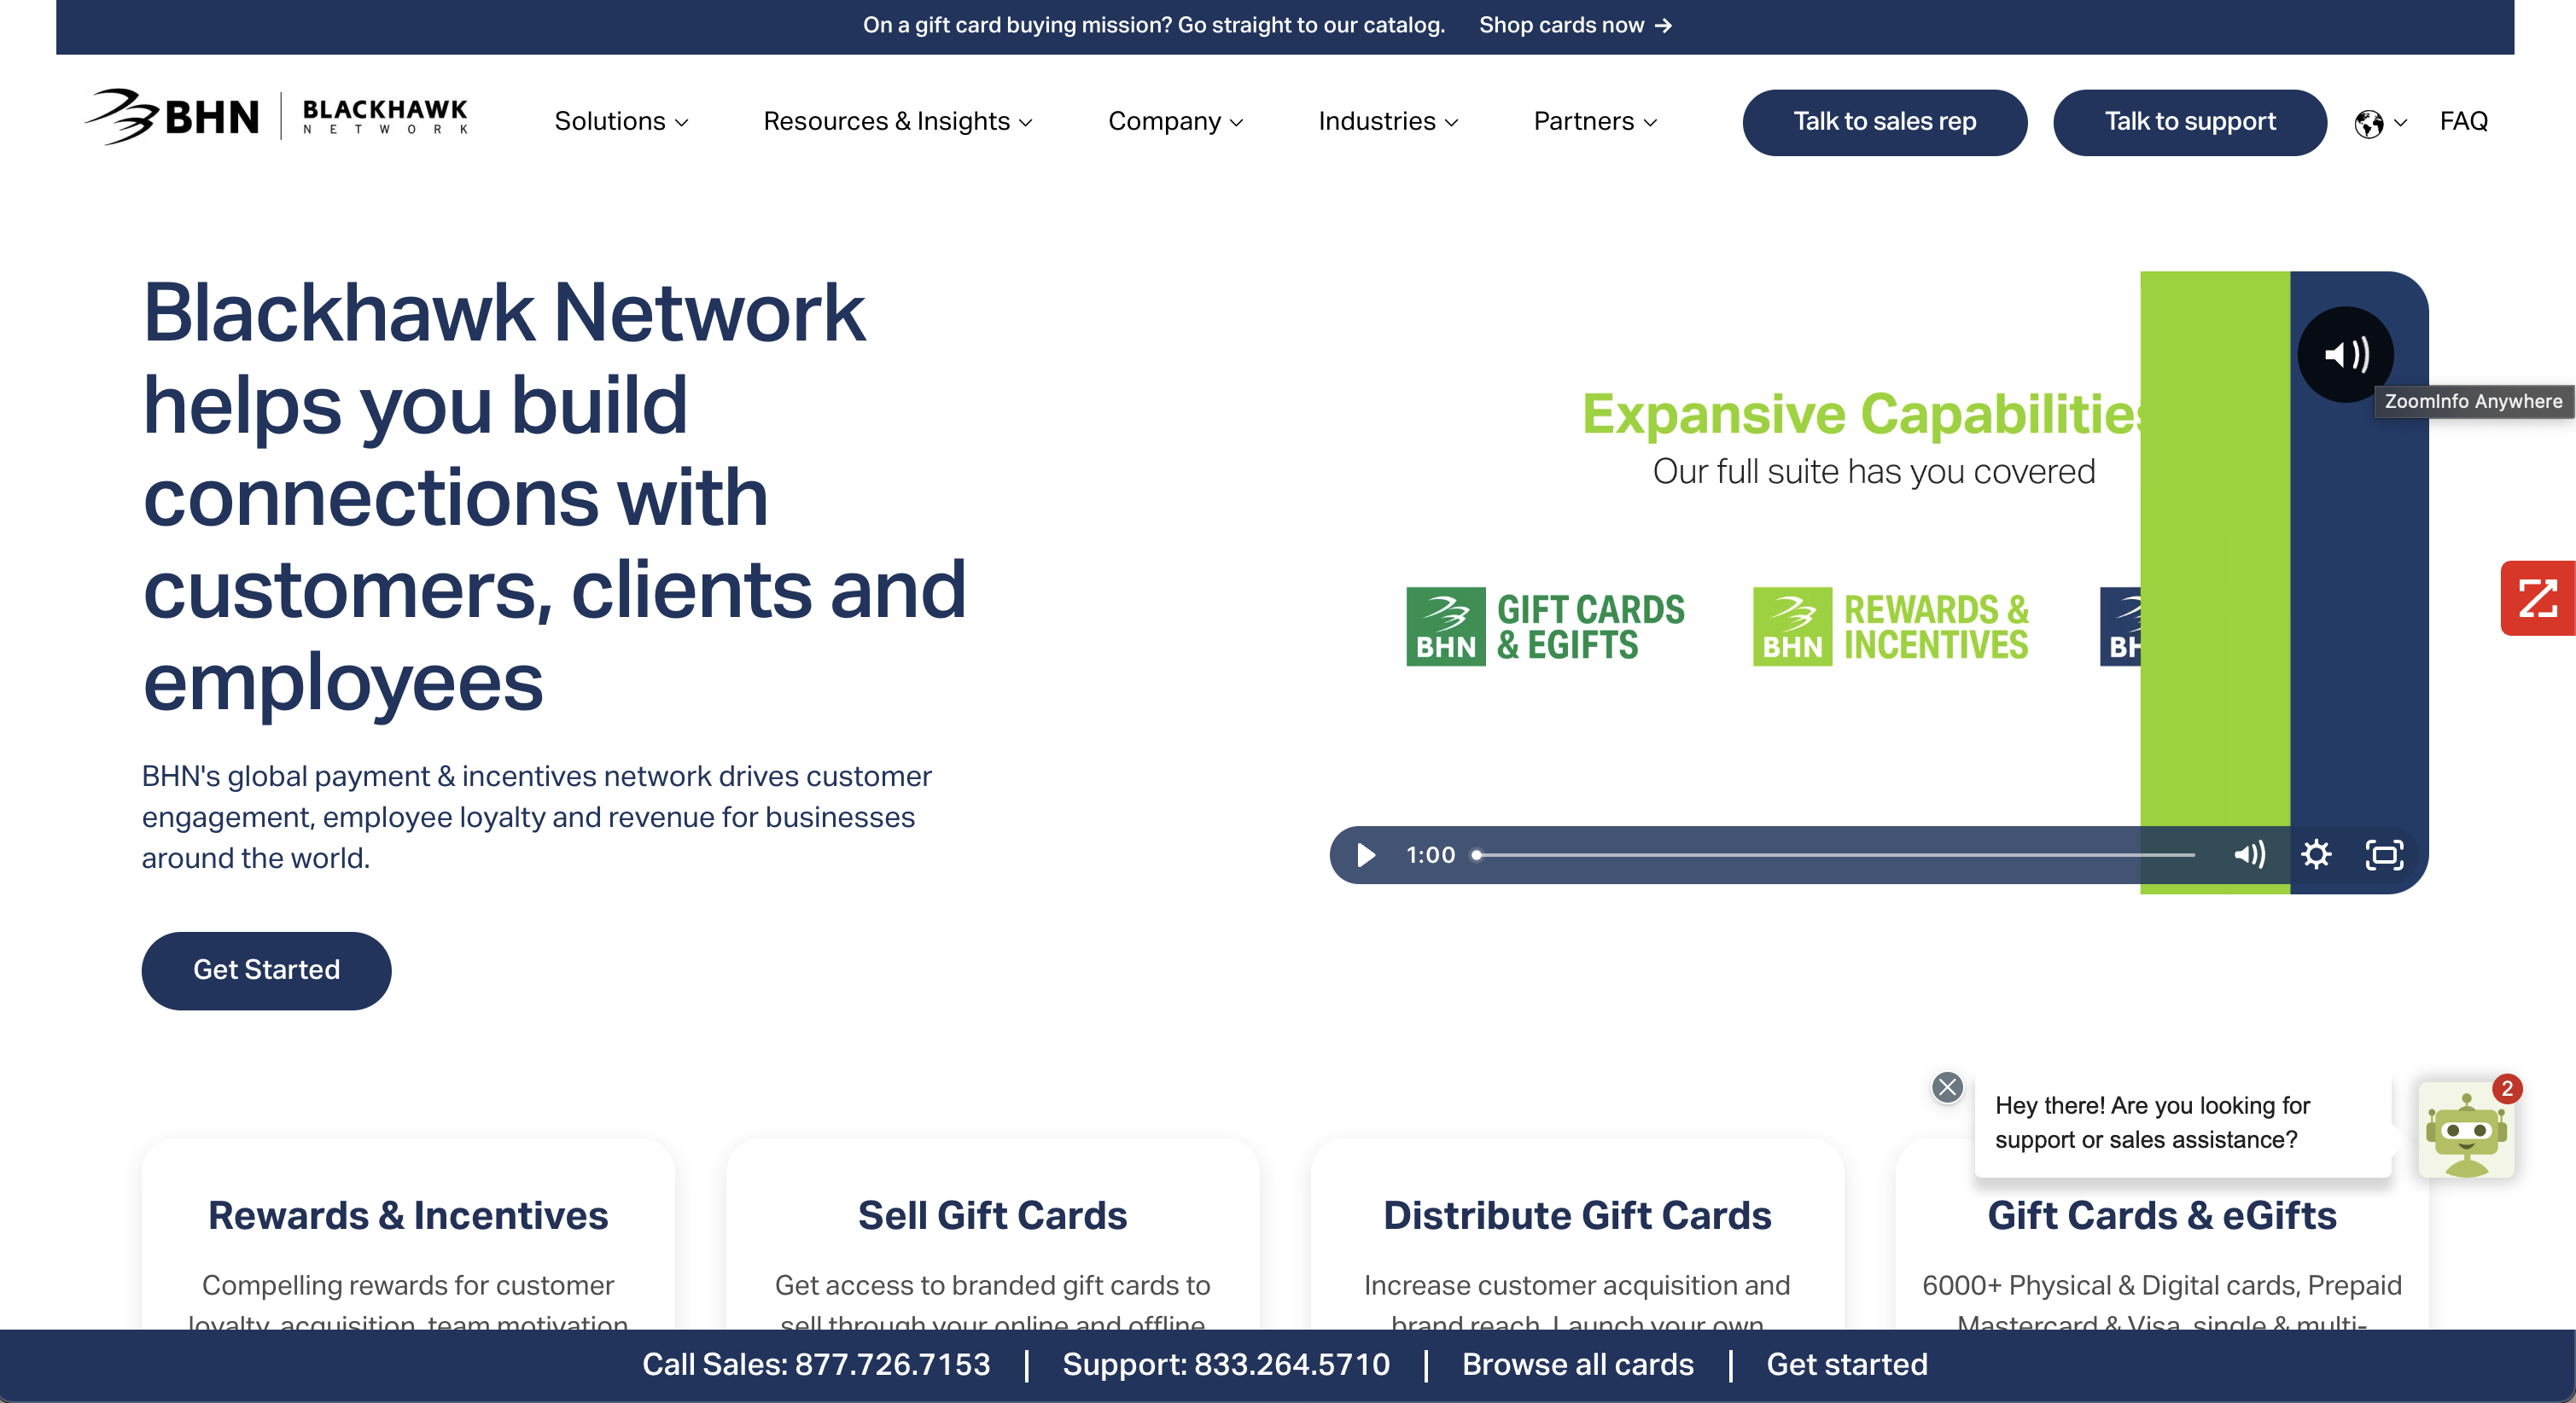 On a gift card buying mission? Go straight to our catalog. Shop cards now →
BHN | BLACKHAWK
NETWORK
Solutions
Resources & Insights
Company
Industries
Partners
Talk to sales rep
Talk to support
FAQ
Blackhawk Network
helps you build
connections with
customers, clients and
employees
BHN's global payment & incentives network drives customer
engagement, employee loyalty and revenue for businesses
around the world.
Get Started
Expansive Capabilities
Our full suite has you covered
BHN
GIFT CARDS
& EGIFTS
BHN
REWARDS &
INCENTIVES
BH
ZoomInfo Anywhere
1:00
Hey there! Are you looking for
support or sales assistance?
2
Rewards & Incentives
Compelling rewards for customer
loyalty, acquisition, team motivation
Sell Gift Cards
Get access to branded gift cards to
sell through your online and offline
Distribute Gift Cards
Increase customer acquisition and
brand reach. Launch your own
Gift Cards & eGifts
6000+ Physical & Digital cards, Prepaid
Mastercard & Visa, single & multi-
Call Sales: 877.726.7153 | Support: 833.264.5710 | Browse all cards | Get started